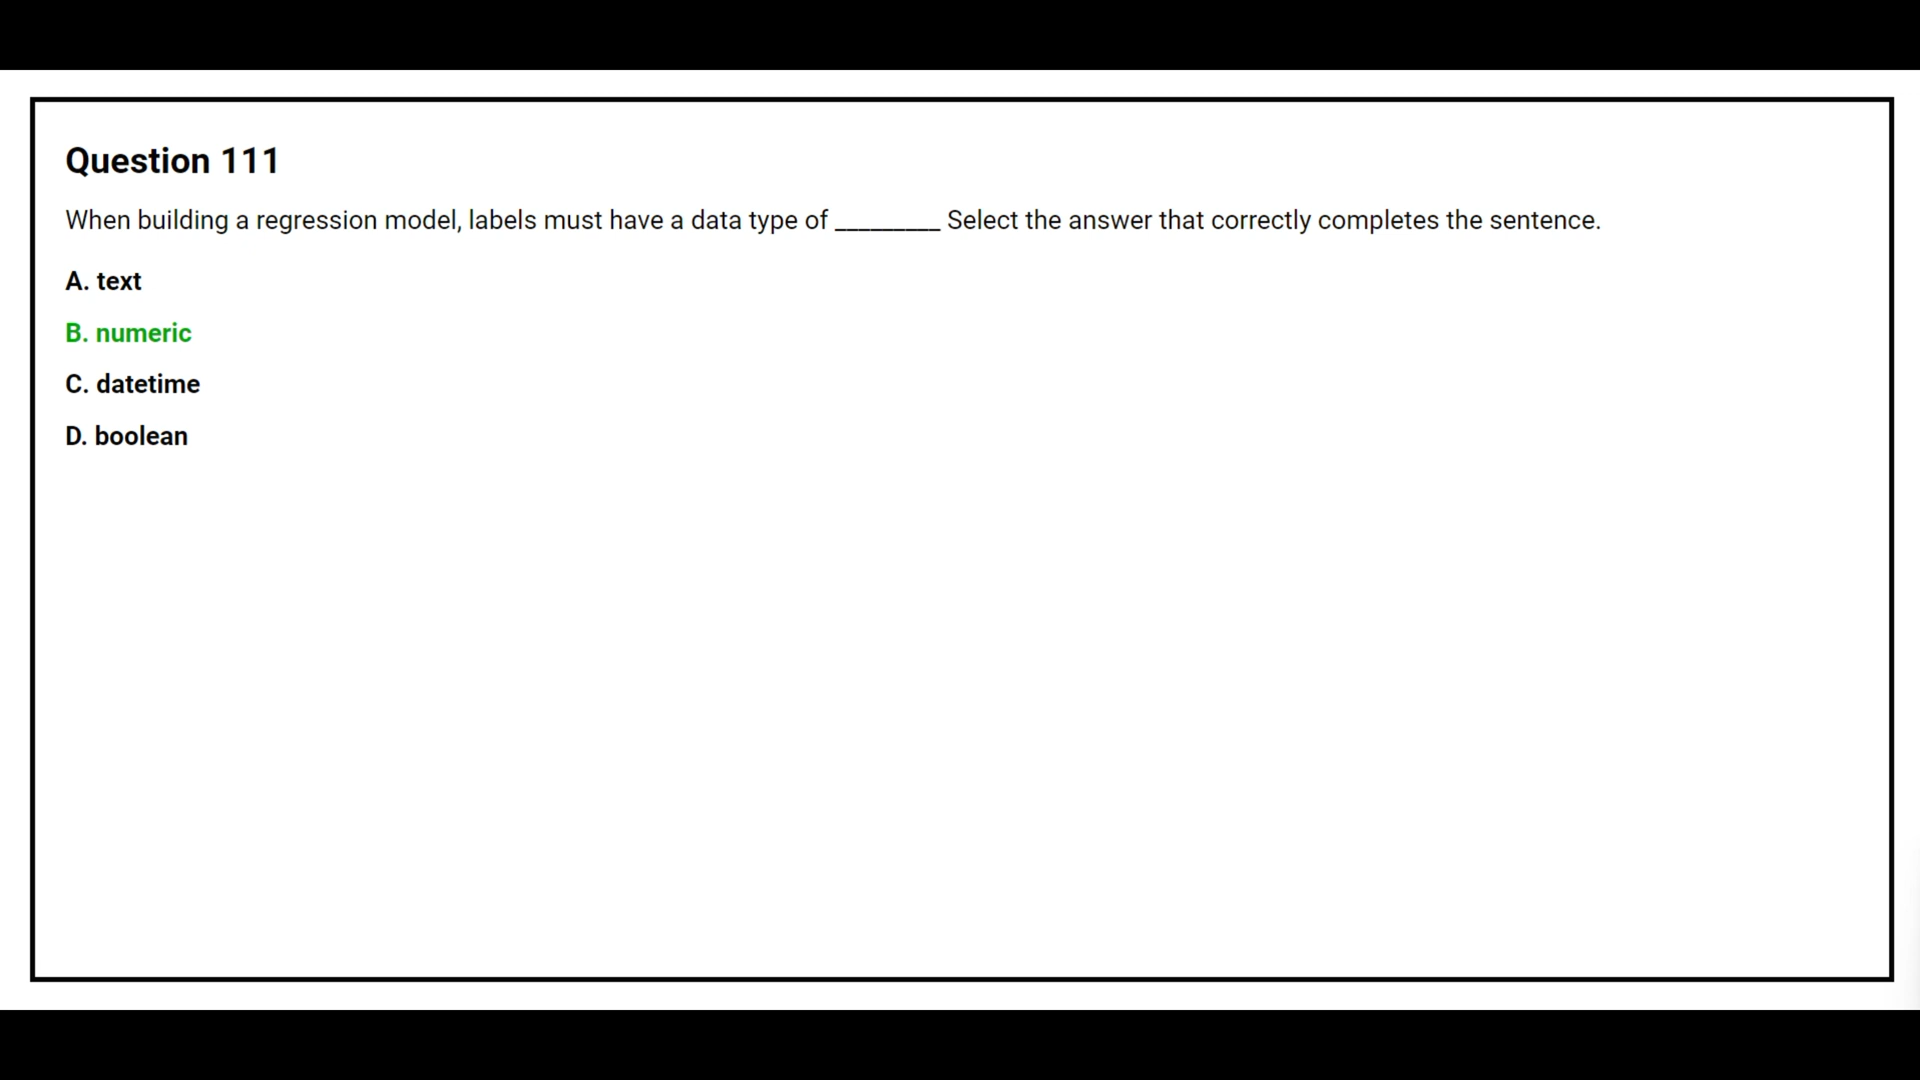 Question 111
When building a regression model, labels must have a data type of _________ Select the answer that correctly completes the sentence.
A. text
B. numeric
C. datetime
D. boolean